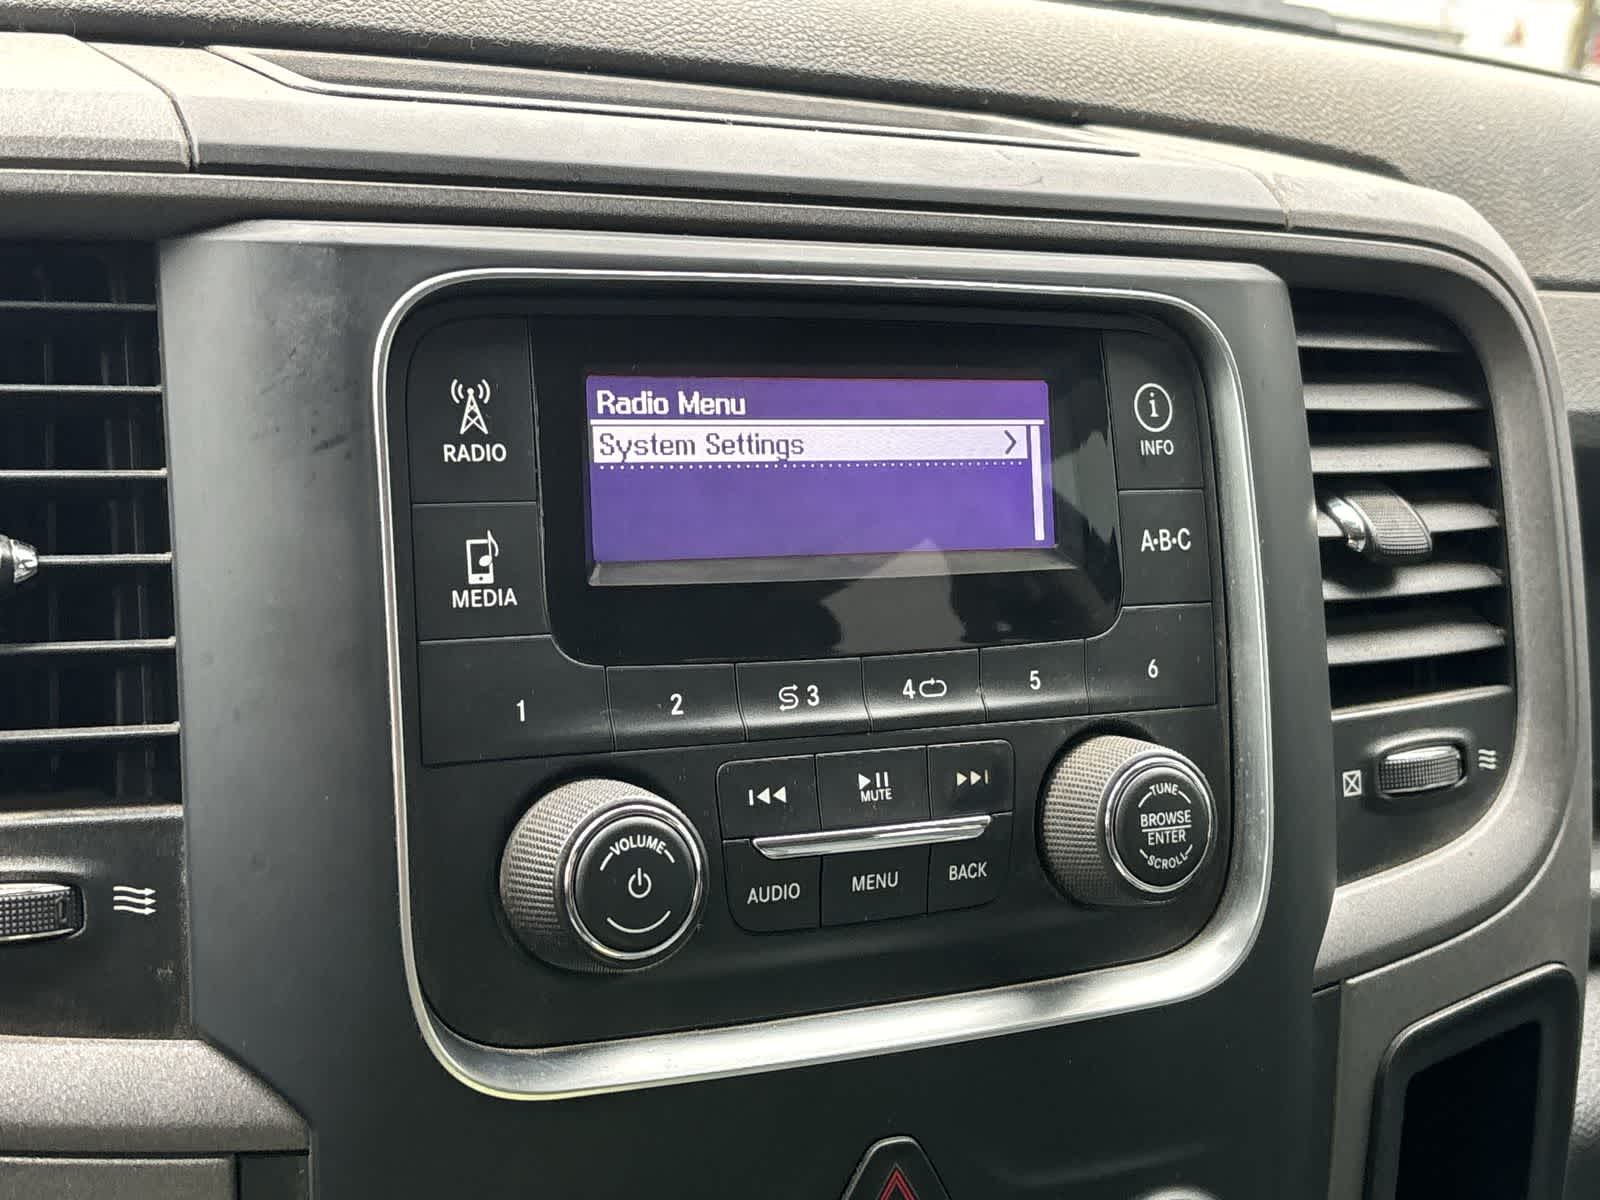 Radio Menu
System Settings
RADIO
INFO
MEDIA
A·B·C
1
2
3
4
5
6
MUTE
VOLUME
AUDIO
MENU
BACK
TUNE
BROWSE
ENTER
SCROLL